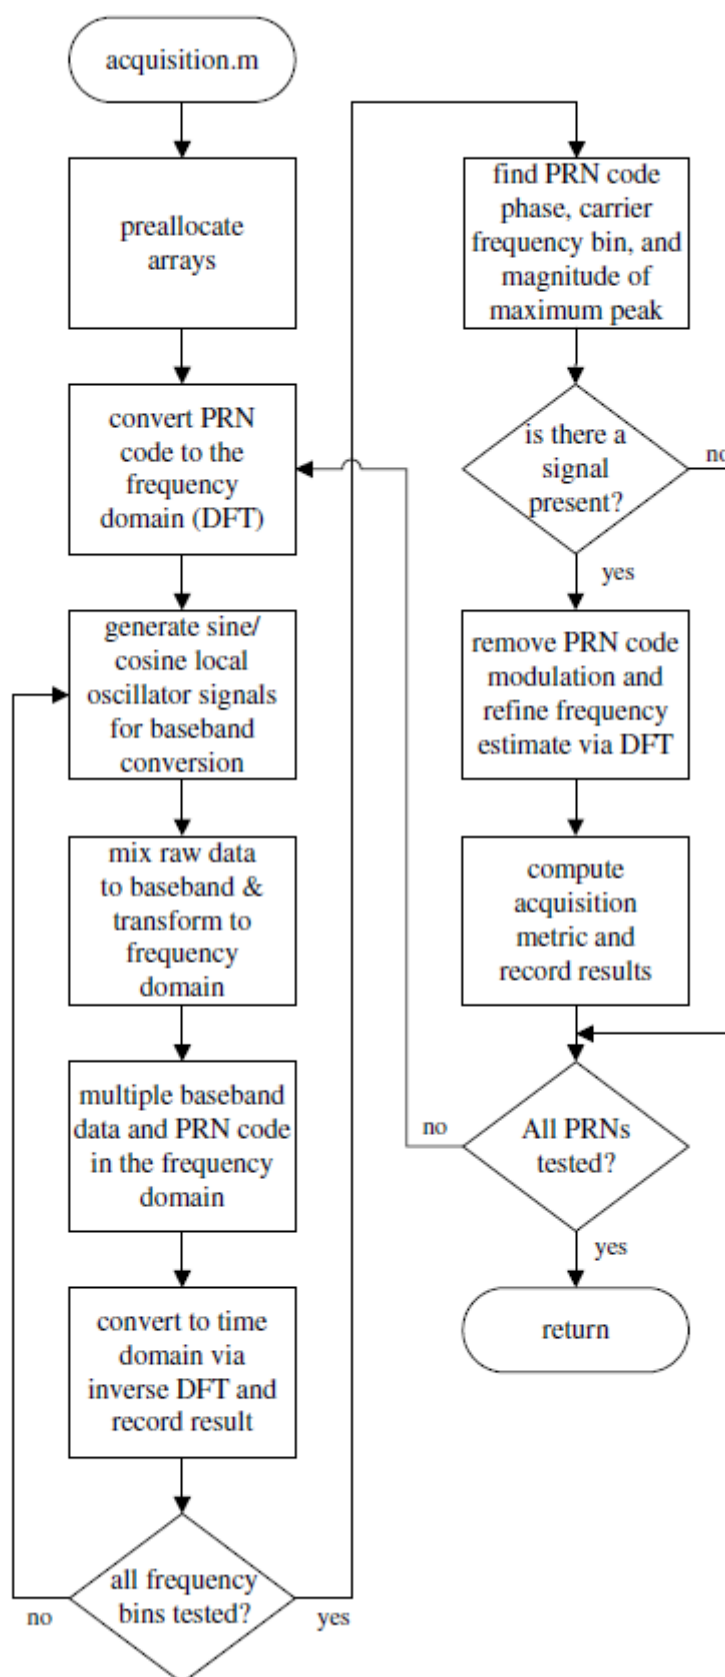 acquisition.m
preallocate
arrays
convert PRN
code to the
frequency
domain (DFT)
generate sine/
cosine local
oscillator signals
for baseband
conversion
mix raw data
to baseband &
transform to
frequency
domain
multiple baseband
data and PRN code
in the frequency
domain
convert to time
domain via
inverse DFT and
record result
all frequency
bins tested?
no
yes
find PRN code
phase, carrier
frequency bin, and
magnitude of
maximum peak
is there a
signal
present?
no
yes
remove PRN code
modulation and
refine frequency
estimate via DFT
compute
acquisition
metric and
record results
All PRNs
tested?
no
yes
return